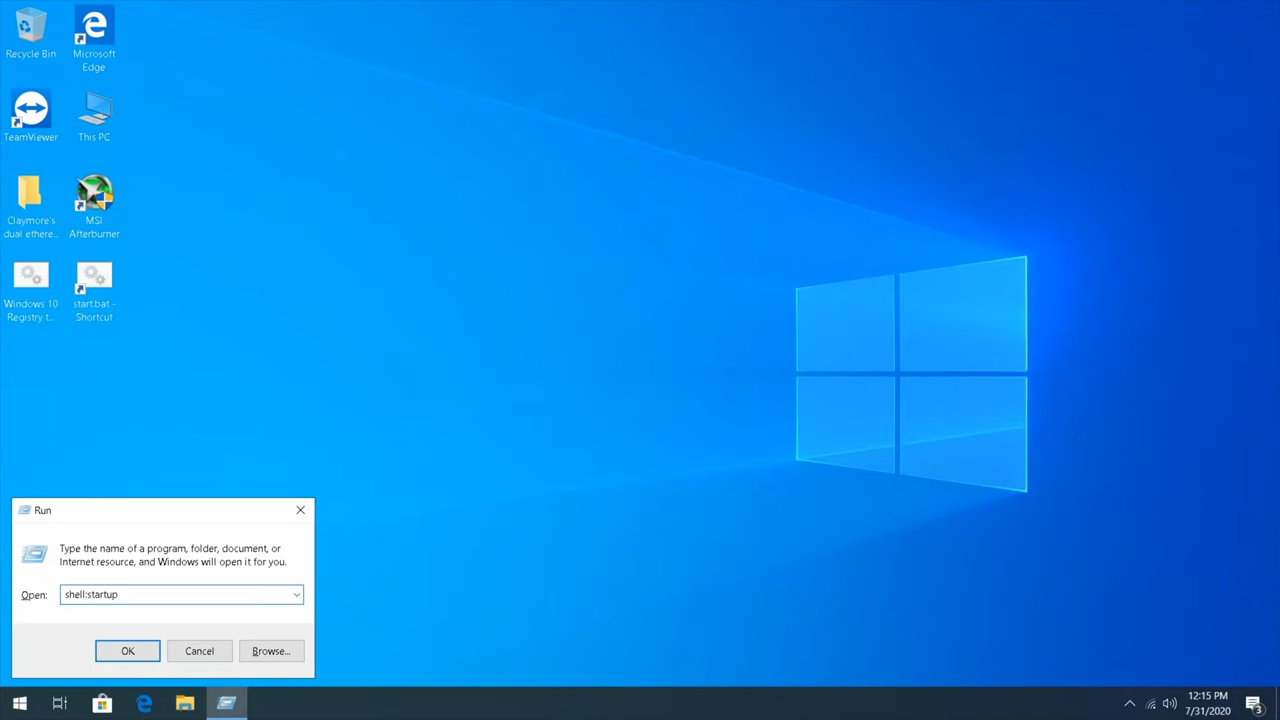 Recycle Bin
Microsoft
Edge
TeamViewer
This PC
Claymore's
dual ethere...
MSI
Afterburner
Windows 10
Registry t...
start.bat -
Shortcut
Run
Type the name of a program, folder, document, or
Internet resource, and Windows will open it for you.
Open:
shell:startup
OK
Cancel
Browse...
12:15 PM
7/31/2020
3